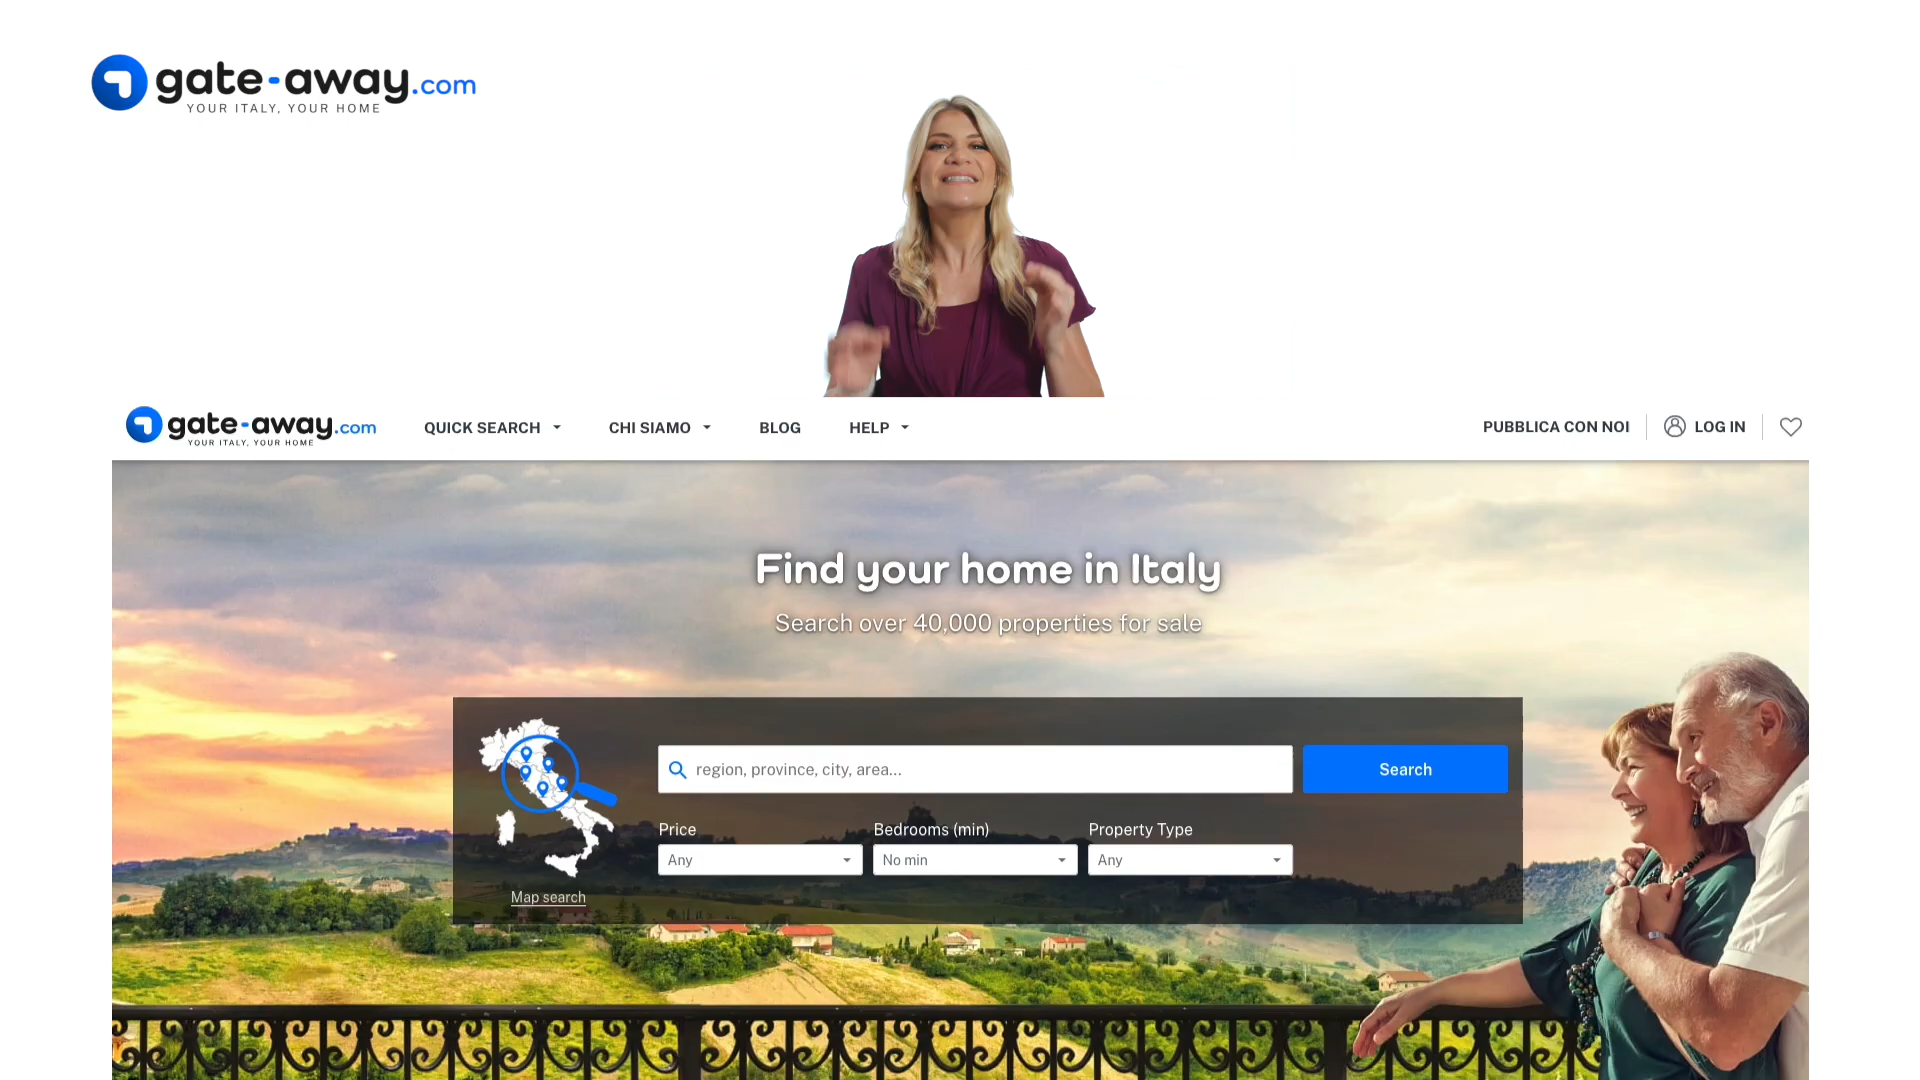 gate-away.com
YOUR ITALY, YOUR HOME
gate-away.com
YOUR ITALY, YOUR HOME
QUICK SEARCH
CHI SIAMO
BLOG
HELP
PUBBLICA CON NOI
LOG IN
Find your home in Italy
Search over 40,000 properties for sale
region, province, city, area...
Search
Price
Bedrooms (min)
Property Type
Any
No min
Any
Map search